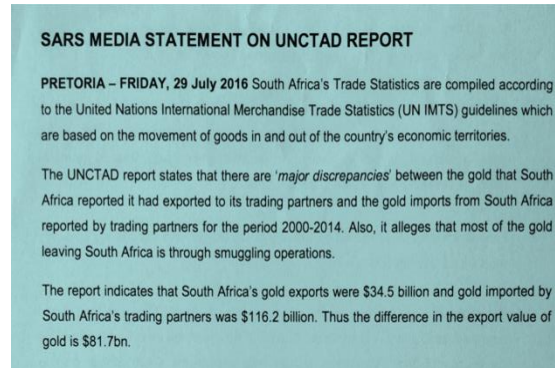 SARS MEDIA STATEMENT ON UNCTAD REPORT
PRETORIA – FRIDAY, 29 July 2016 South Africa's Trade Statistics are compiled according
to the United Nations International Merchandise Trade Statistics (UN IMTS) guidelines which
are based on the movement of goods in and out of the country's economic territories.
The UNCTAD report states that there are 'major discrepancies' between the gold that South
Africa reported it had exported to its trading partners and the gold imports from South Africa
reported by trading partners for the period 2000-2014. Also, it alleges that most of the gold
leaving South Africa is through smuggling operations.
The report indicates that South Africa's gold exports were $34.5 billion and gold imported by
South Africa's trading partners was $116.2 billion. Thus the difference in the export value of
gold is $81.7bn.